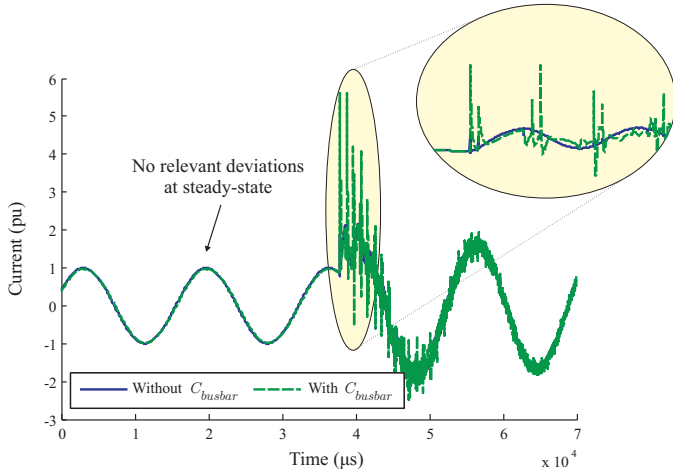 6
5
4
3
2
1
0
-1
-2
-3
Current (pu)
No relevant deviations
at steady-state
Without C_busbar
With C_busbar
0 1 2 3 4 5 6 70
Time (µs)
x 10^4